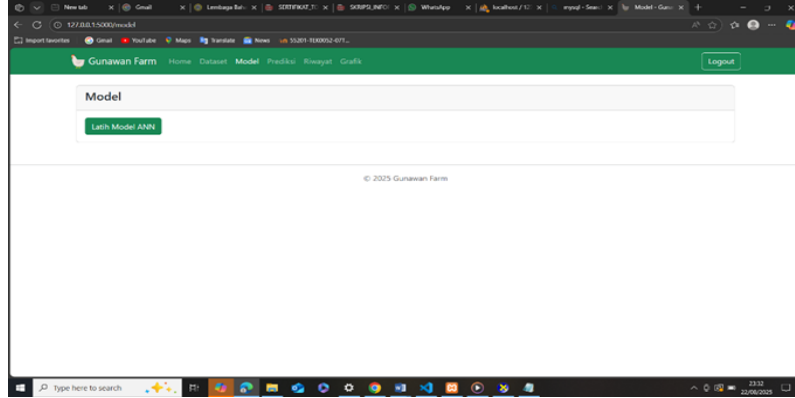 New tab
Gmail
Lembaga Bah
SERTIFIKAT_TO
SKRIPSI_INFO
WhatsApp
localhost / 12
mysql - Sear
Model - Guna
127.0.0.1:5000/model
Import favorites
Gmail
YouTube
Maps
Translate
News
Gunawan Farm
Home
Dataset
Model
Prediksi
Riwayat
Grafik
Logout
Model
Latih Model ANN
© 2025 Gunawan Farm
Type here to search
23:32
22/08/2025